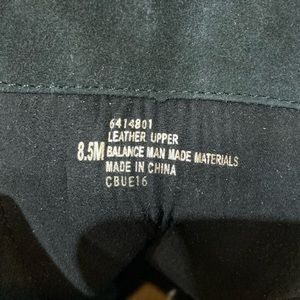 6414801
LEATHER UPPER
8.5M BALANCE MAN MADE MATERIALS
MADE IN CHINA
CBUE16